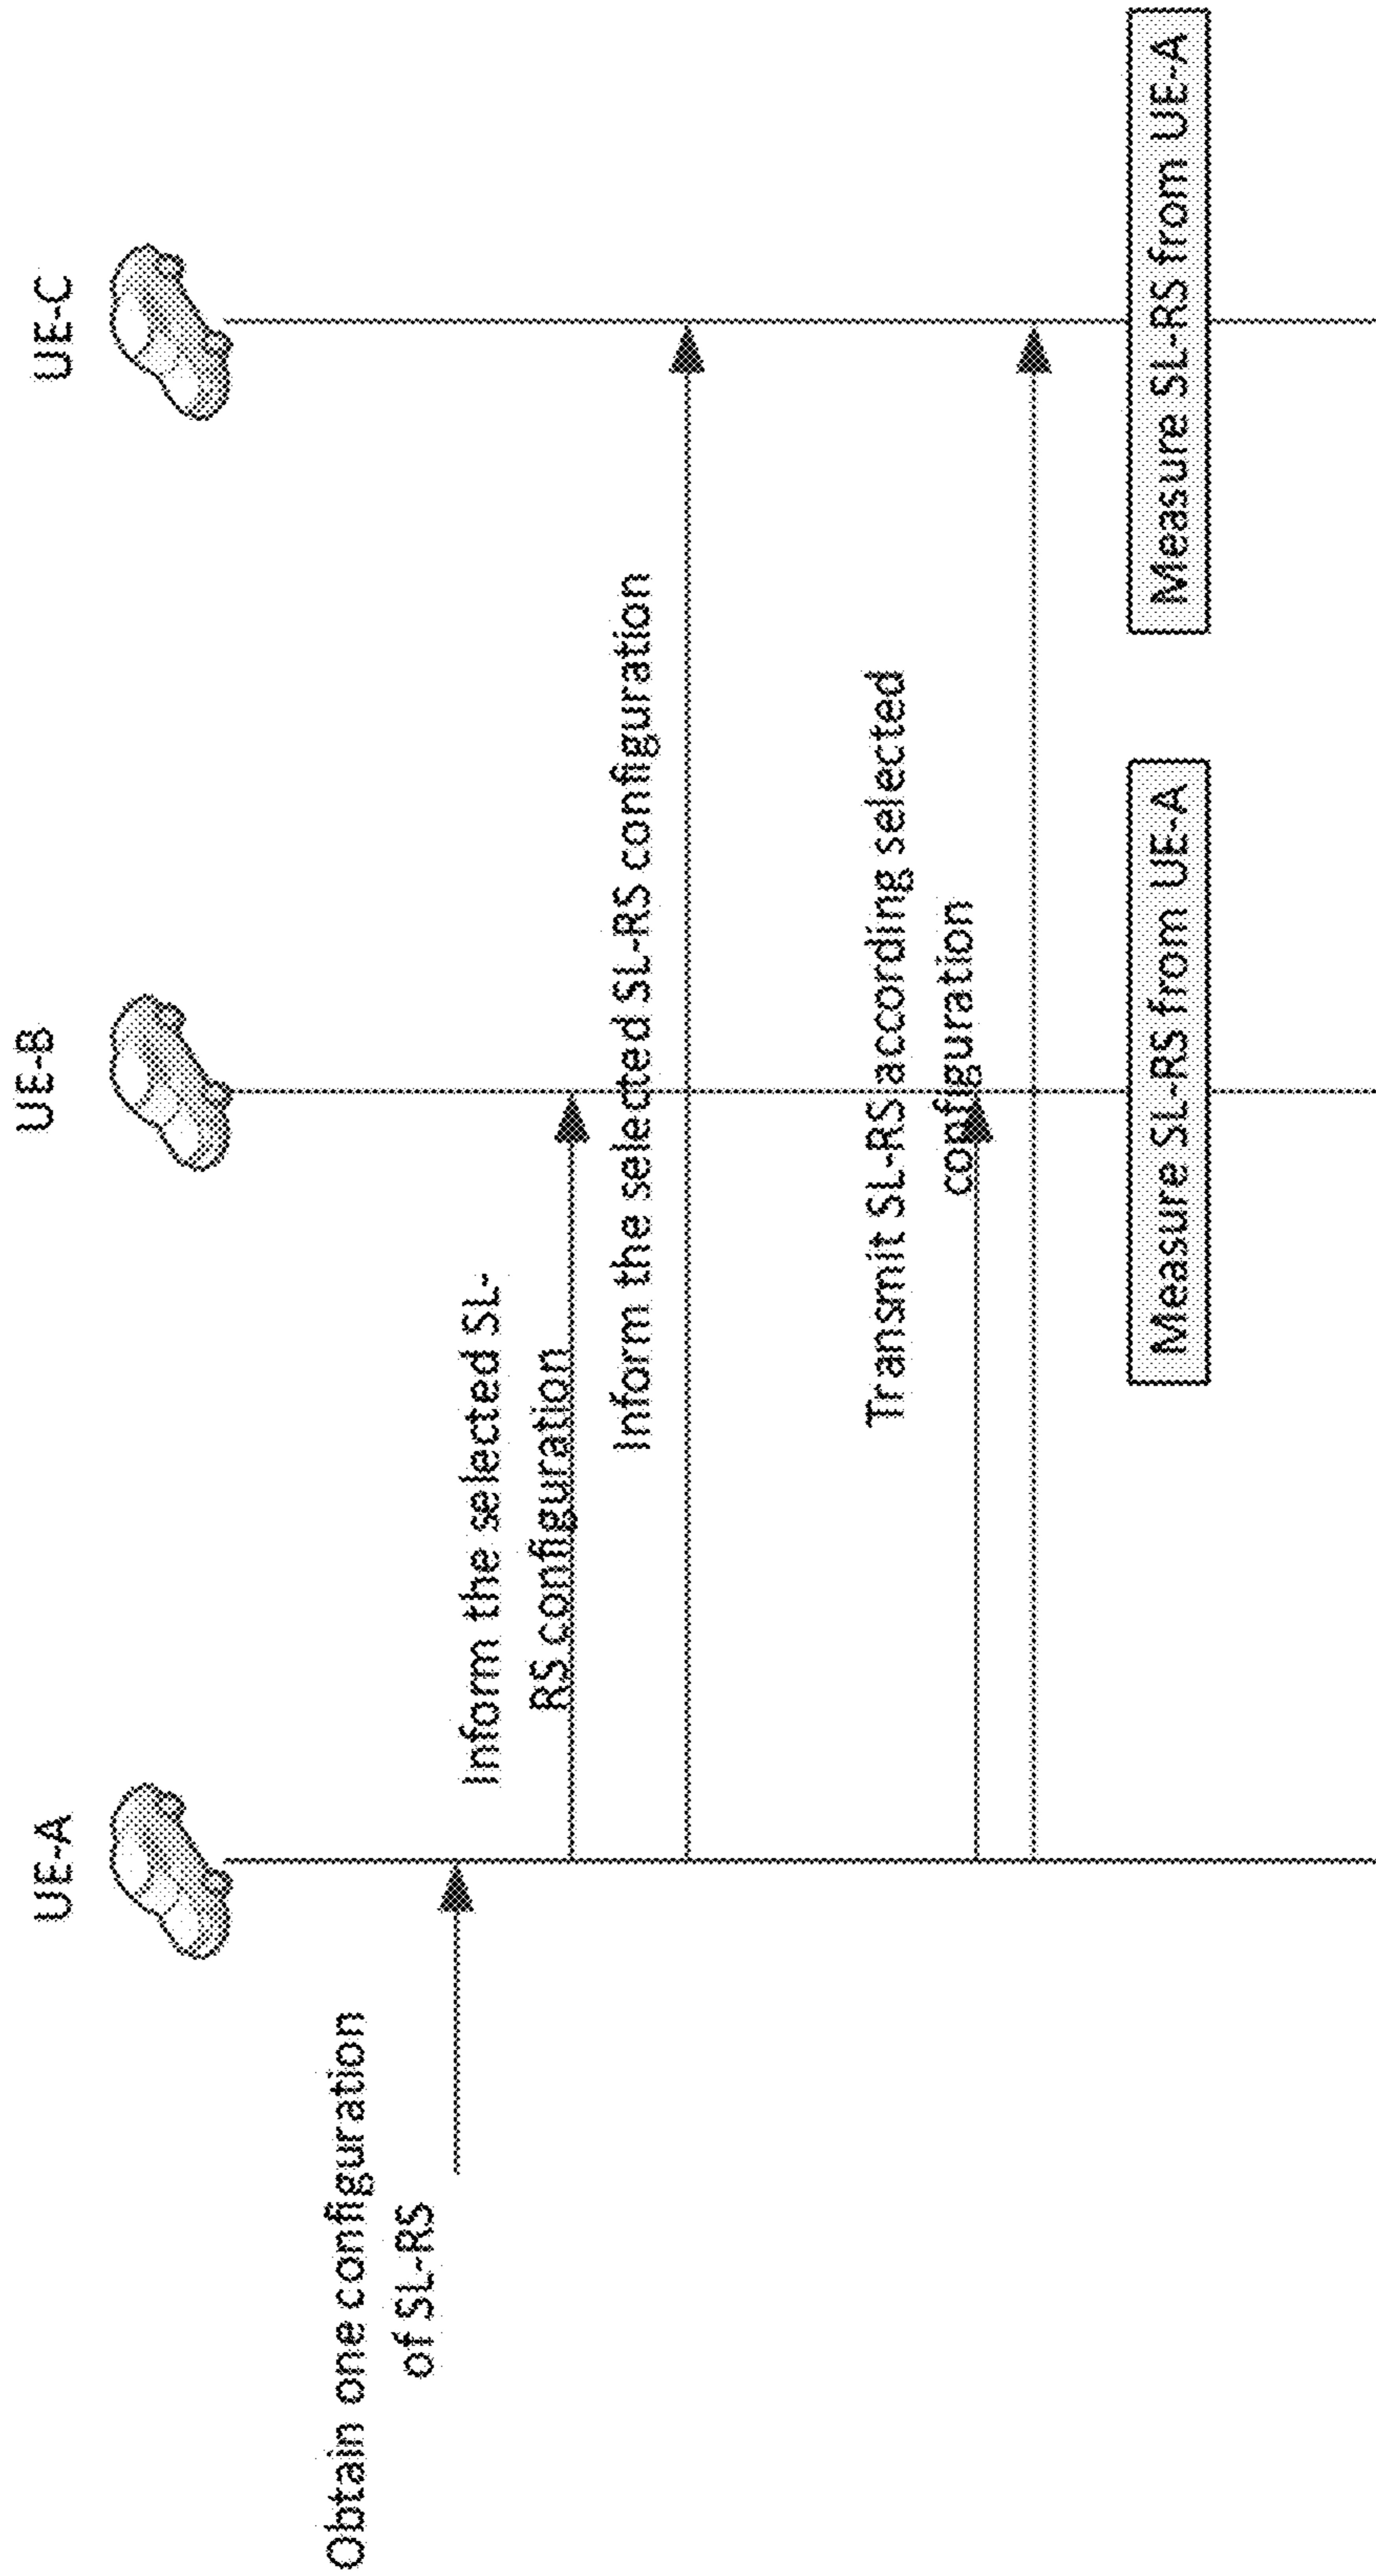 UE-A
UE-B
UE-C
Obtain one configuration
of SL-RS
Inform the selected SL-
RS configuration
Inform the selected SL-RS configuration
Transmit SL-RS according selected
configuration
Measure SL-RS from UE-A
Measure SL-RS from UE-A